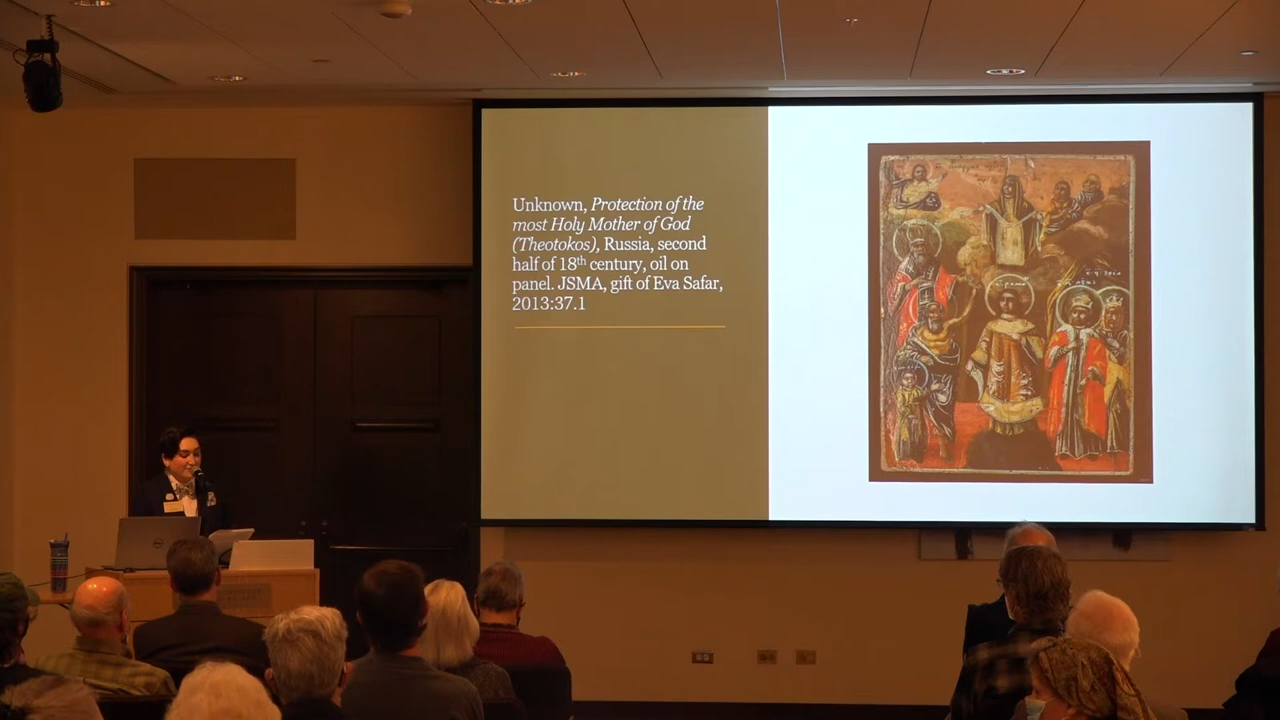 Unknown, Protection of the
most Holy Mother of God
(Theotokos), Russia, second
half of 18th century, oil on
panel. JSMA, gift of Eva Safar,
2013:37.1